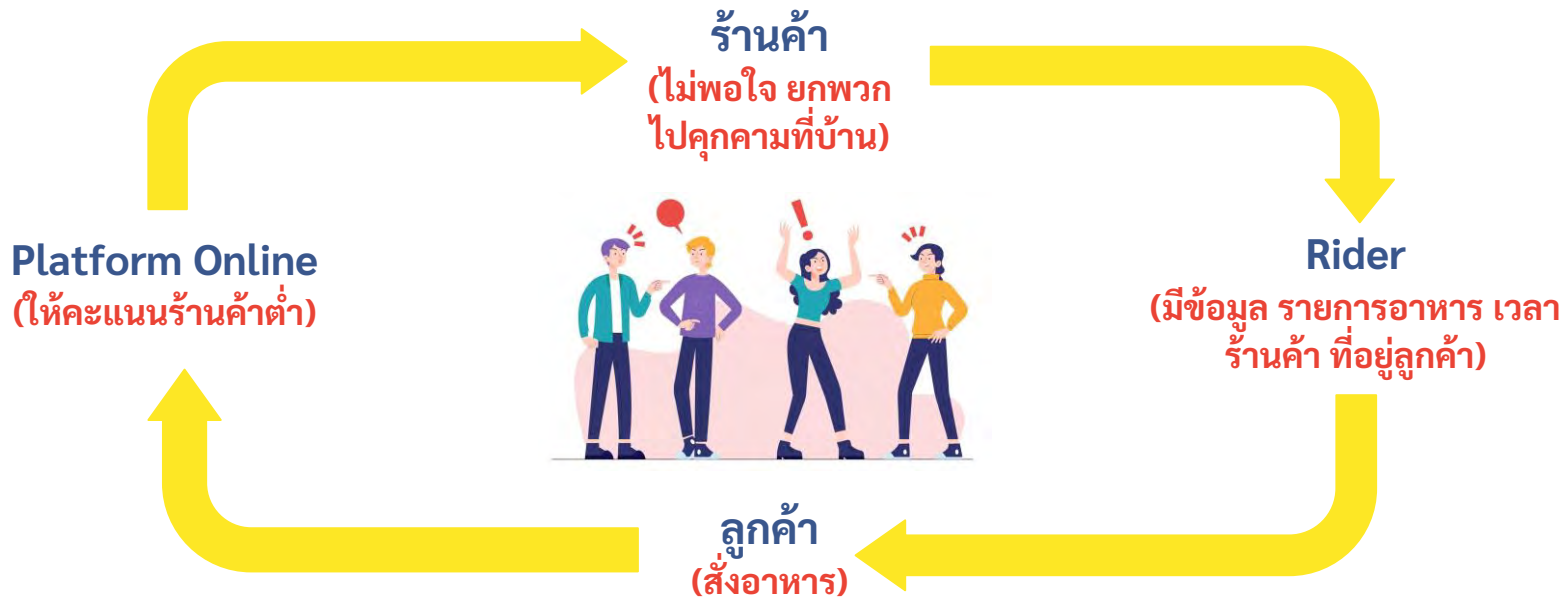 ร้านค้า
(ไม่พอใจ ยกพวก
ไปคุกคามที่บ้าน)
Platform Online
(ให้คะแนนร้านค้าต่ำ)
Rider
(มีข้อมูล รายการอาหาร เวลา
ร้านค้า ที่อยู่ลูกค้า)
ลูกค้า
(สั่งอาหาร)